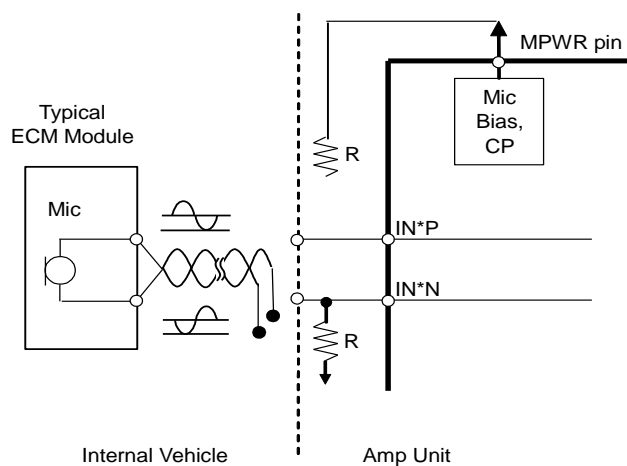 MPWR pin
Mic
Bias,
CP
Typical
ECM Module
R
Mic
IN*P
IN*N
R
Internal Vehicle
Amp Unit